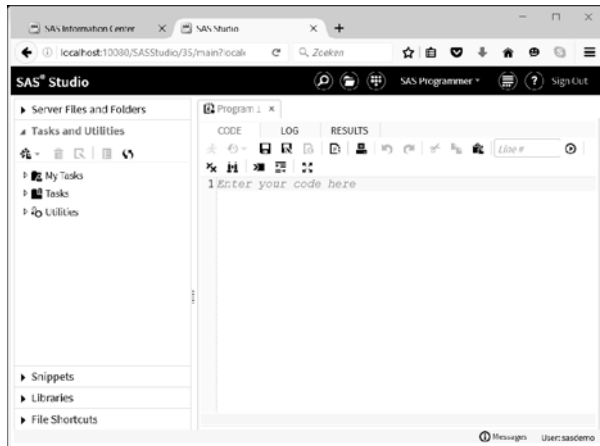 SAS Information Center
SAS Studio
localhost:10080/SASStudio/35/main?locale
Zoeken
SAS® Studio
SAS Programmer
Sign Out
Server Files and Folders
Tasks and Utilities
My Tasks
Tasks
Utilities
Snippets
Libraries
File Shortcuts
Program 1
CODE LOG RESULTS
Line #
1 Enter your code here
Messages User: sasdemo